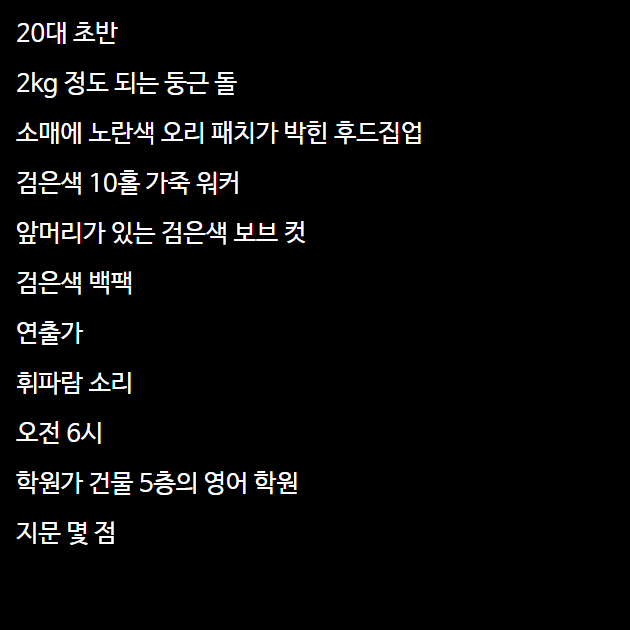 20대 초반
2kg 정도 되는 둥근 돌
소매에 노란색 오리 패치가 박힌 후드집업
검은색 10홀 가죽 워커
앞머리가 있는 검은색 보브 컷
검은색 백팩
연출가
휘파람 소리
오전 6시
학원가 건물 5층의 영어 학원
지문 몇 점